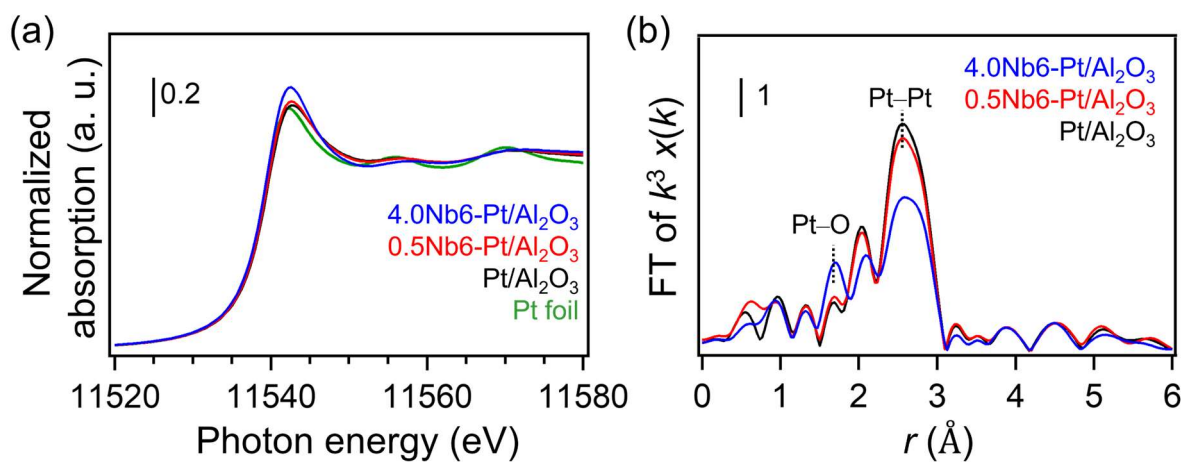 (a)
Normalized
absorption (a. u.)
0.2
4.0Nb6-Pt/Al₂O₃
0.5Nb6-Pt/Al₂O₃
Pt/Al₂O₃
Pt foil
11520 11540 11560 11580
Photon energy (eV)
(b)
FT of k³ x(k)
1
4.0Nb6-Pt/Al₂O₃
0.5Nb6-Pt/Al₂O₃
Pt/Al₂O₃
Pt–Pt
Pt–O
0 1 2 3 4 5 6
r (Å)